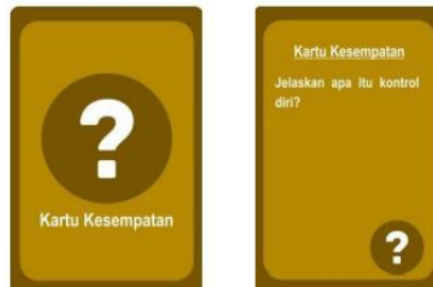 ?
Kartu Kesempatan
Kartu Kesempatan
Jelaskan apa itu kontrol
diri?
?